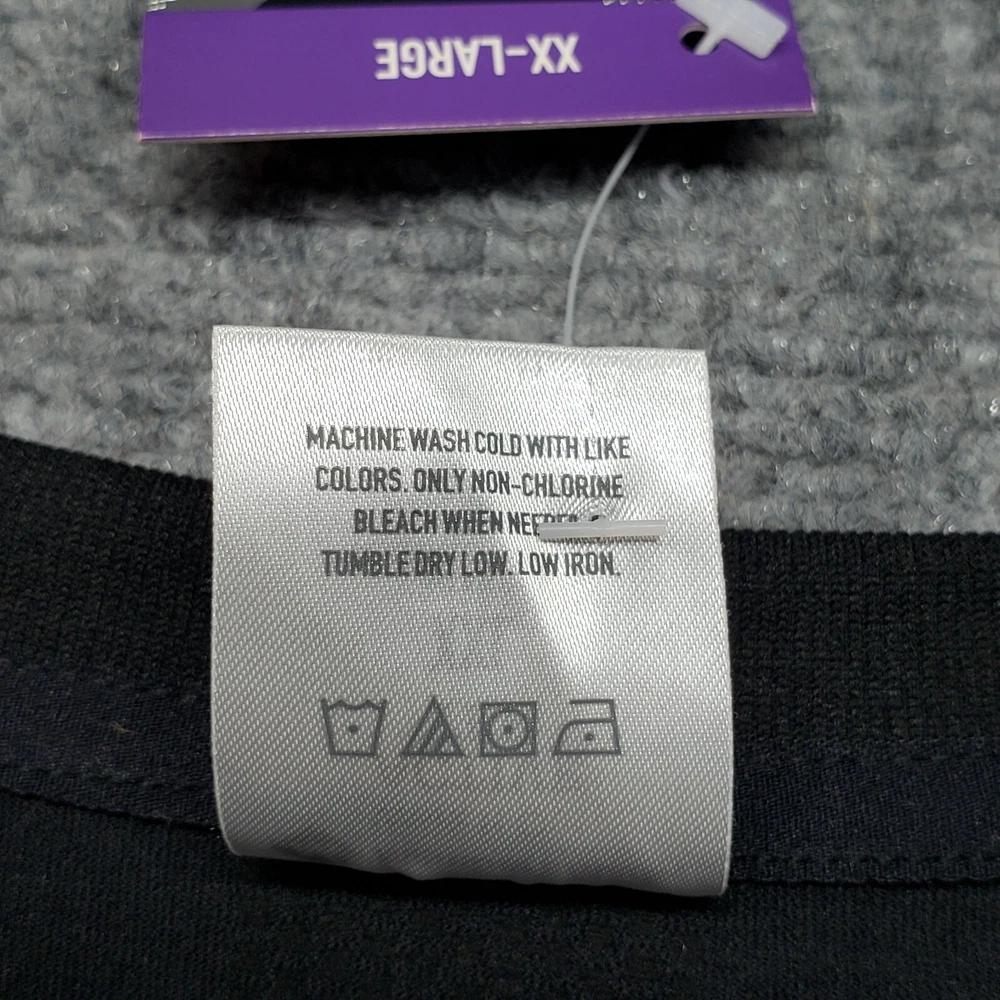 XX-LARGE
MACHINE WASH COLD WITH LIKE
COLORS. ONLY NON-CHLORINE
BLEACH WHEN
TUMBLE DRY LOW. LOW IRON.